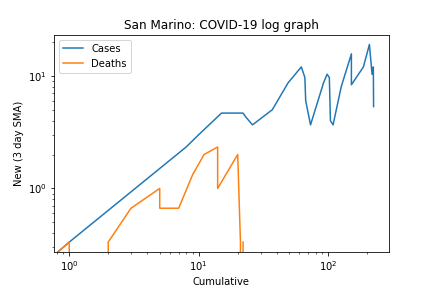 San Marino: COVID-19 log graph
Cases
Deaths
New (3 day SMA)
10¹
10⁰
10⁰
10¹
10²
Cumulative